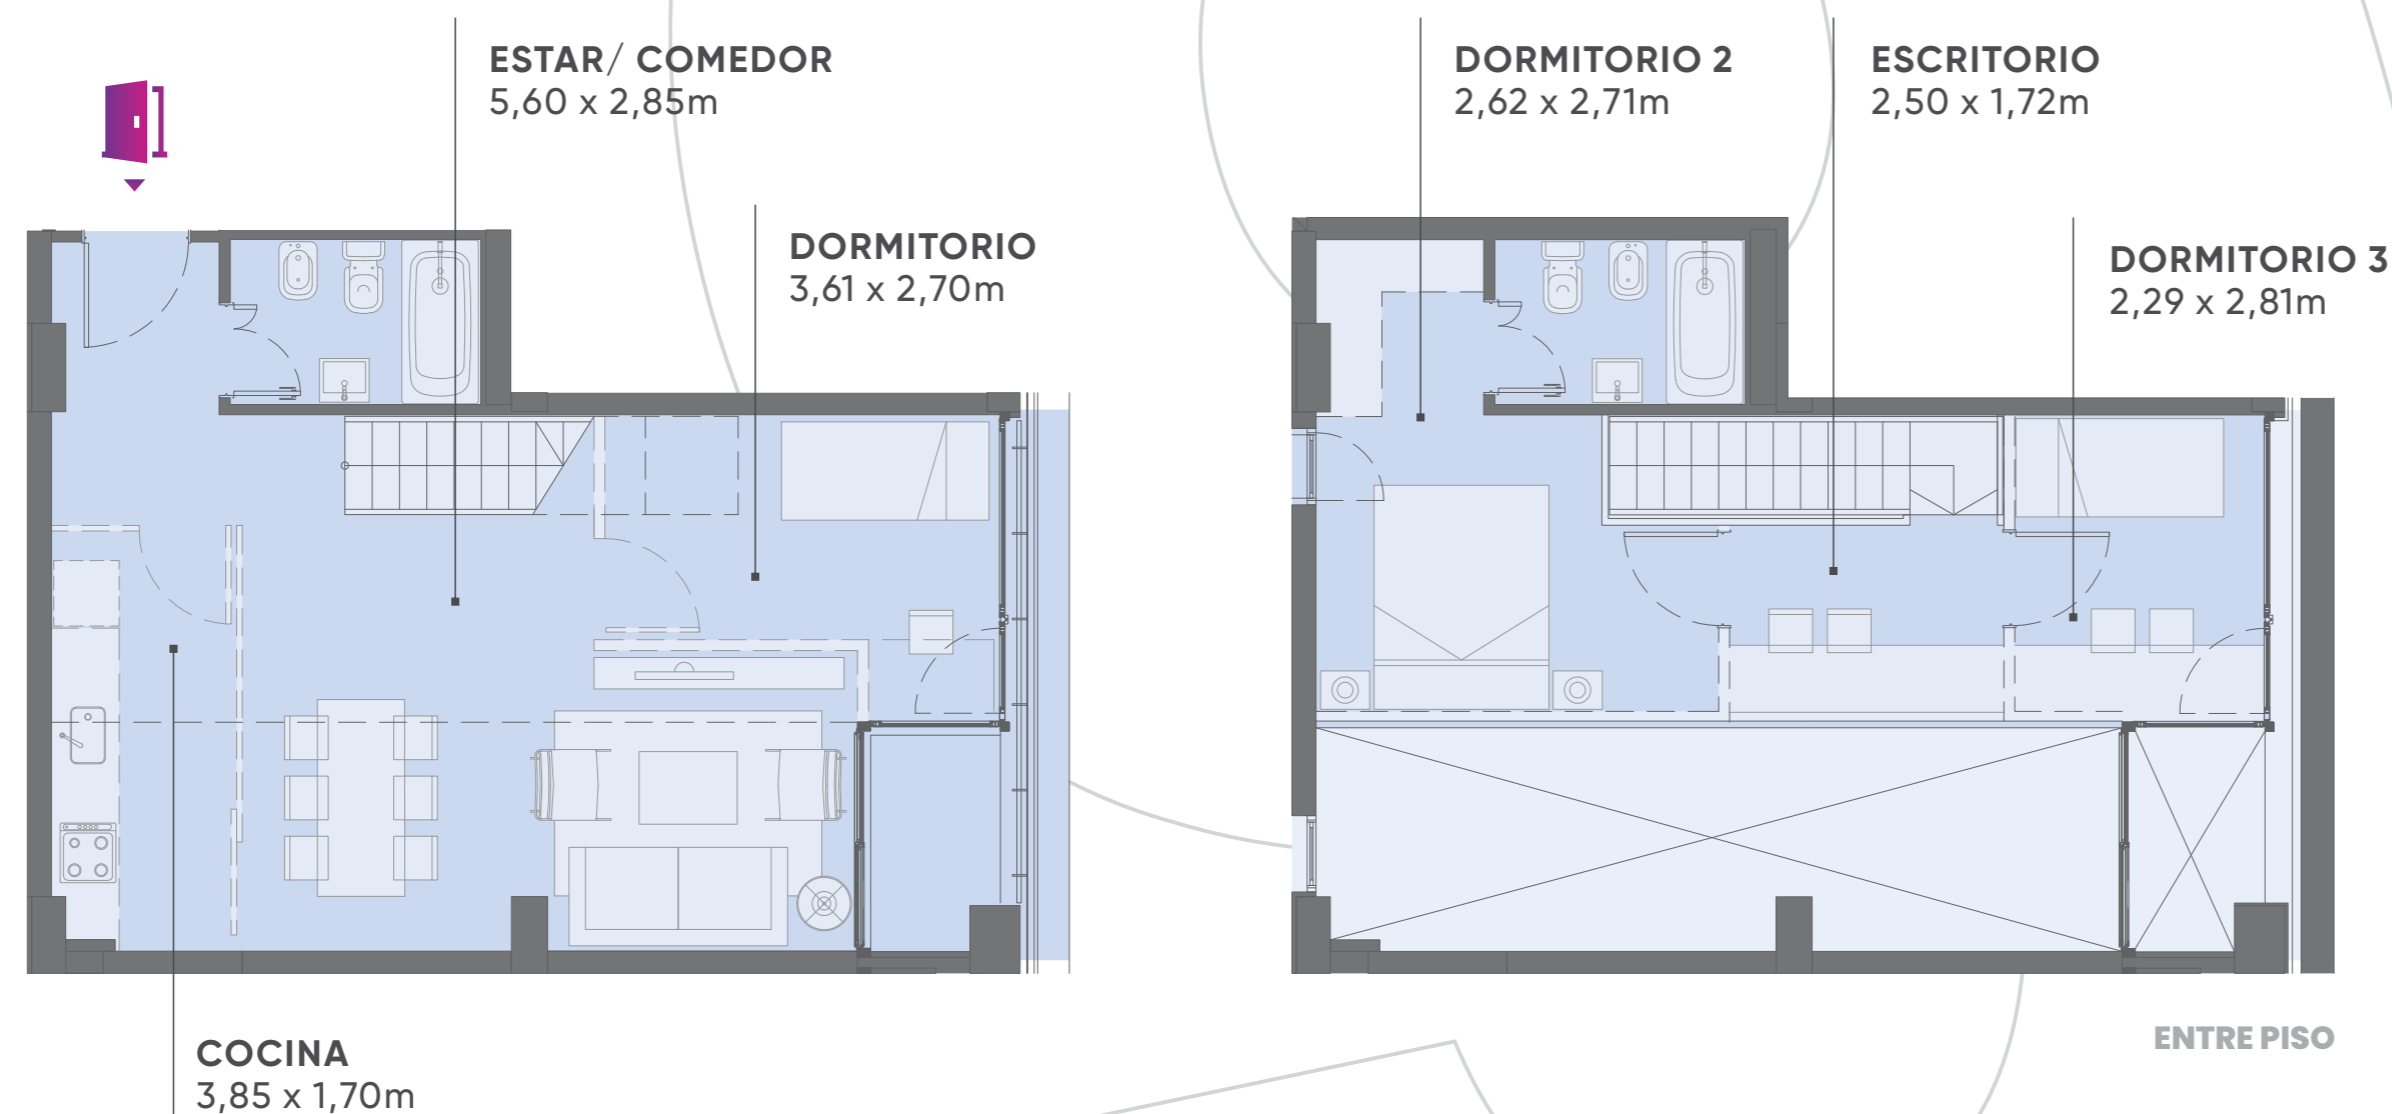 ESTAR/ COMEDOR
5,60 x 2,85m
DORMITORIO
3,61 x 2,70m
COCINA
3,85 x 1,70m
DORMITORIO 2
2,62 x 2,71m
ESCRITORIO
2,50 x 1,72m
DORMITORIO 3
2,29 x 2,81m
ENTRE PISO